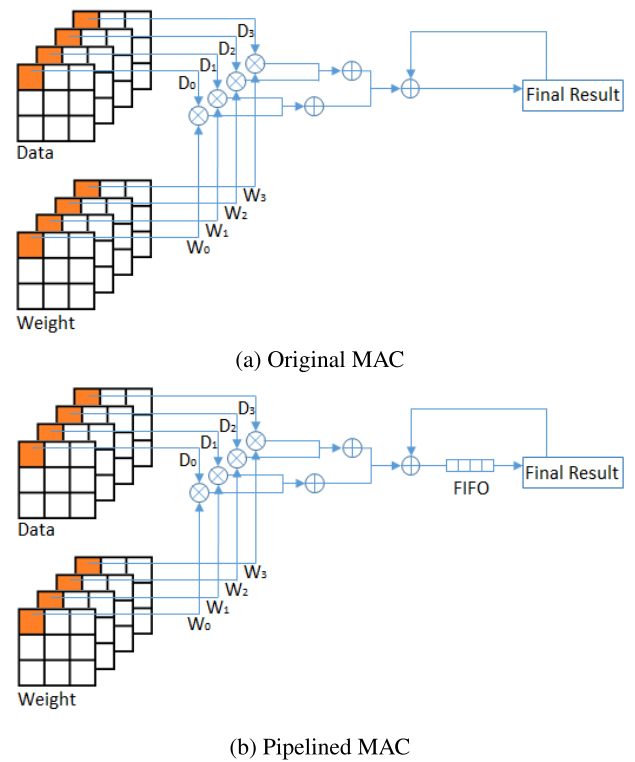 D₃
D₂
D₁
D₀
Final Result
Data
W₃
W₂
W₁
W₀
Weight
(a) Original MAC
D₃
D₂
D₁
D₀
FIFO
Final Result
Data
W₃
W₂
W₁
W₀
Weight
(b) Pipelined MAC